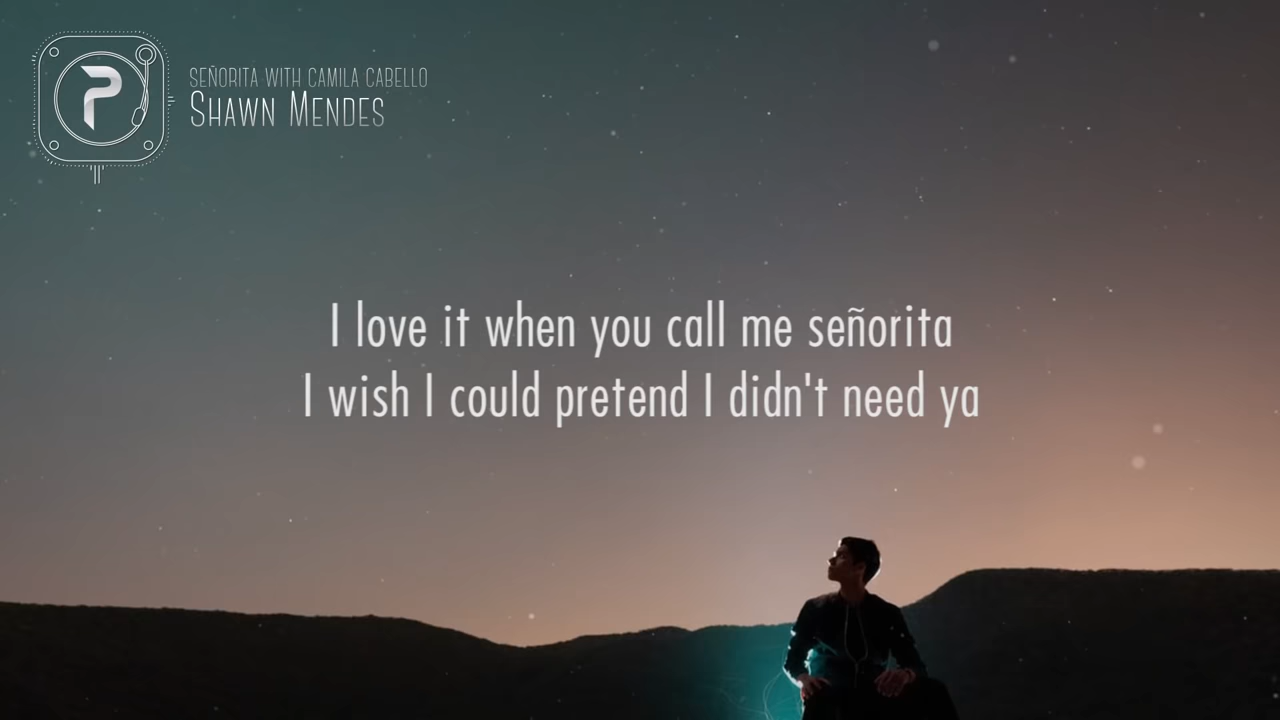 SEÑORITA WITH CAMILA CABELLO
SHAWN MENDES
I love it when you call me señorita
I wish I could pretend I didn't need ya